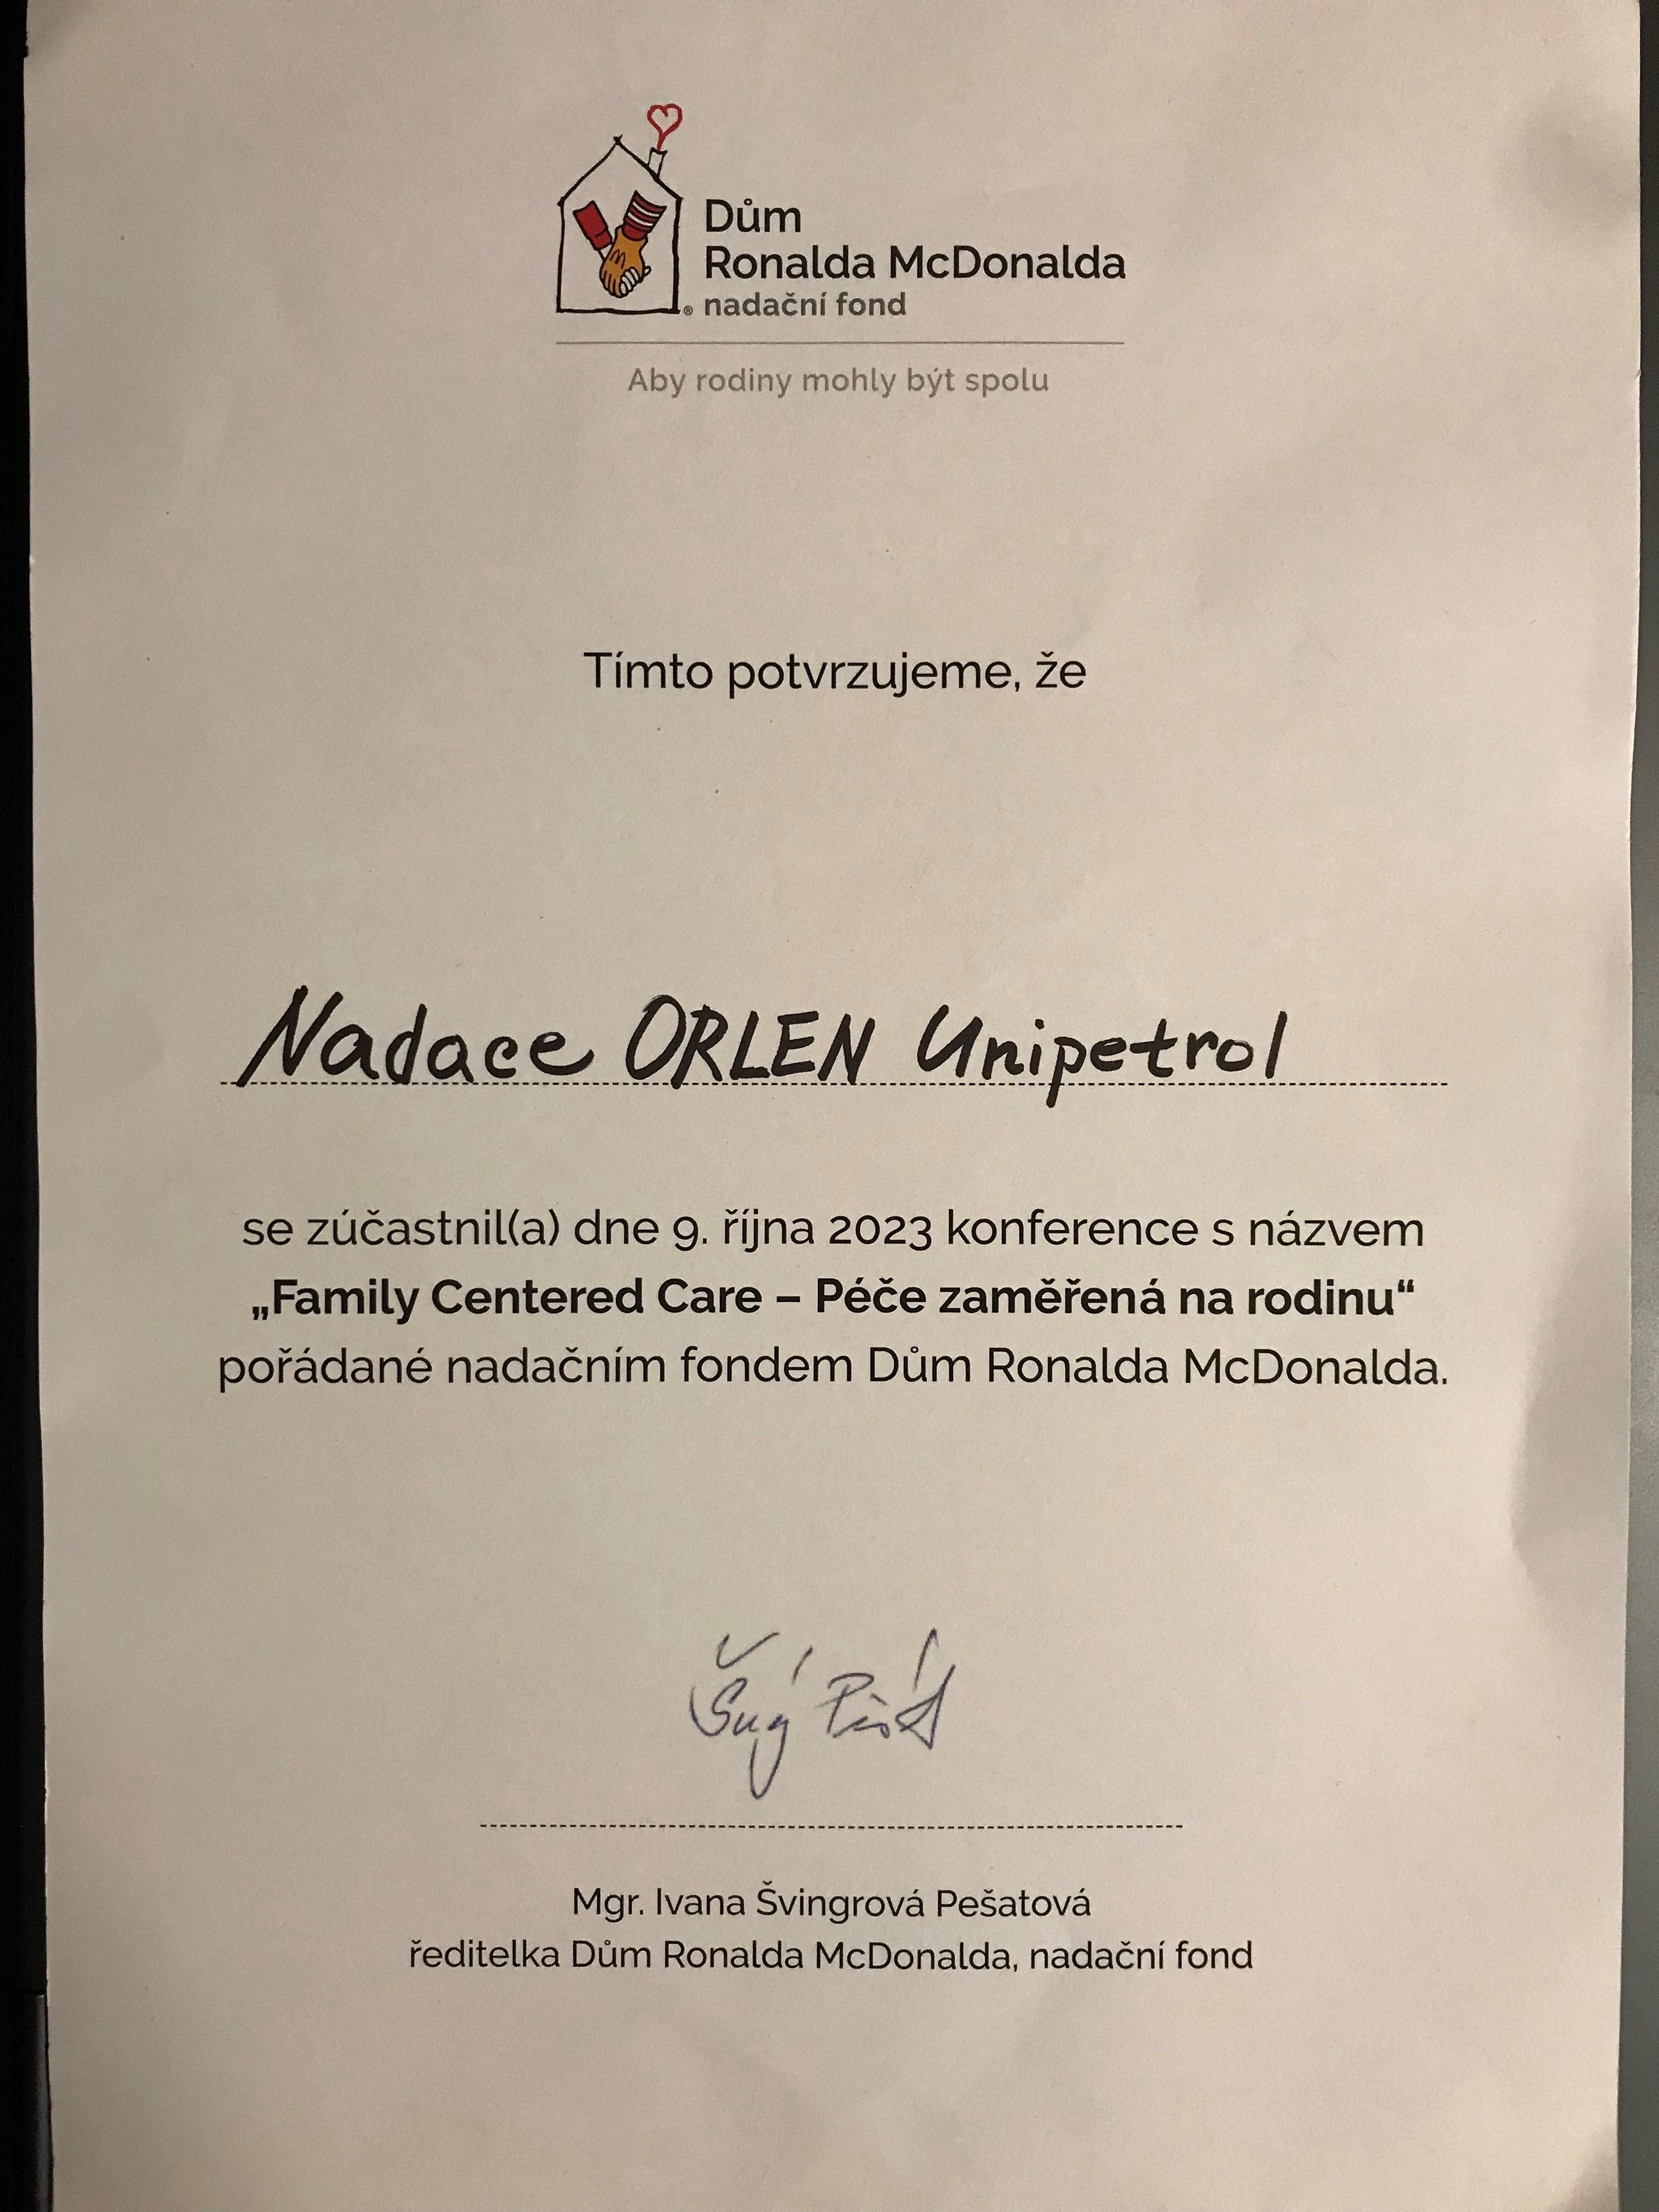 Dům
Ronalda McDonalda
® nadační fond
Aby rodiny mohly být spolu
Tímto potvrzujeme, že
Nadace ORLEN Unipetrol
se zúčastnil(a) dne 9. října 2023 konference s názvem
„Family Centered Care – Péče zaměřená na rodinu“
pořádané nadačním fondem Dům Ronalda McDonalda.
Mgr. Ivana Švingrová Pešatová
ředitelka Dům Ronalda McDonalda, nadační fond